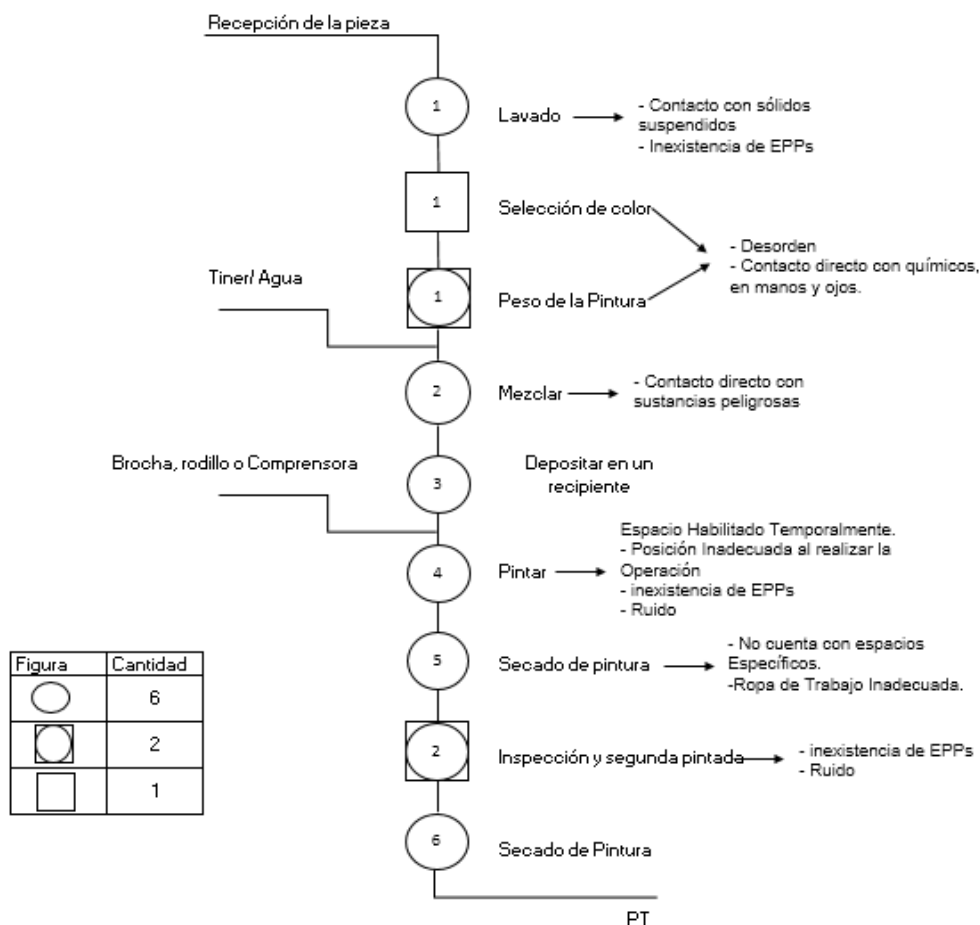 Recepción de la pieza
1
Lavado
- Contacto con sólidos
suspendidos
- Inexistencia de EPPs
1
Selección de color
- Desorden
- Contacto directo con químicos,
en manos y ojos.
Tiner/ Agua
1
Peso de la Pintura
2
Mezclar
- Contacto directo con
sustancias peligrosas
Brocha, rodillo o Comprensora
3
Depositar en un
recipiente
Espacio Habilitado Temporalmente.
- Posición Inadecuada al realizar la
Operación
- inexistencia de EPPs
- Ruido
4
Pintar
5
Secado de pintura
- No cuenta con espacios
Específicos.
-Ropa de Trabajo Inadecuada.
2
Inspección y segunda pintada
- inexistencia de EPPs
- Ruido
6
Secado de Pintura
PT
Figura Cantidad
6
2
1